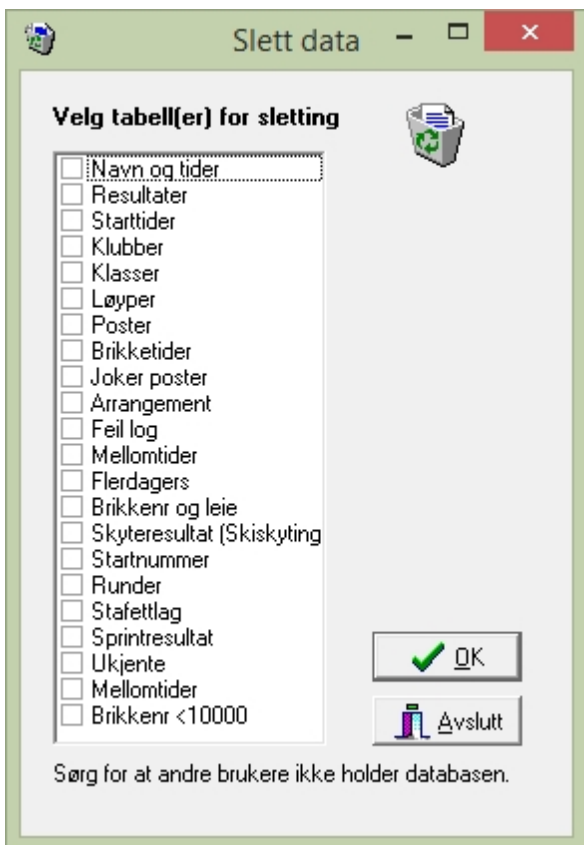 Slett data
Velg tabell(er) for sletting
Navn og tider
Resultater
Starttider
Klubber
Klasser
Løyper
Poster
Brikketider
Joker poster
Arrangement
Feil log
Mellomtider
Flerdagers
Brikkenr og leie
Skyteresultat (Skiskyting
Startnummer
Runder
Stafettlag
Sprintresultat
Ukjente
Mellomtider
Brikkenr <10000
OK
Avslutt
Sørg for at andre brukere ikke holder databasen.